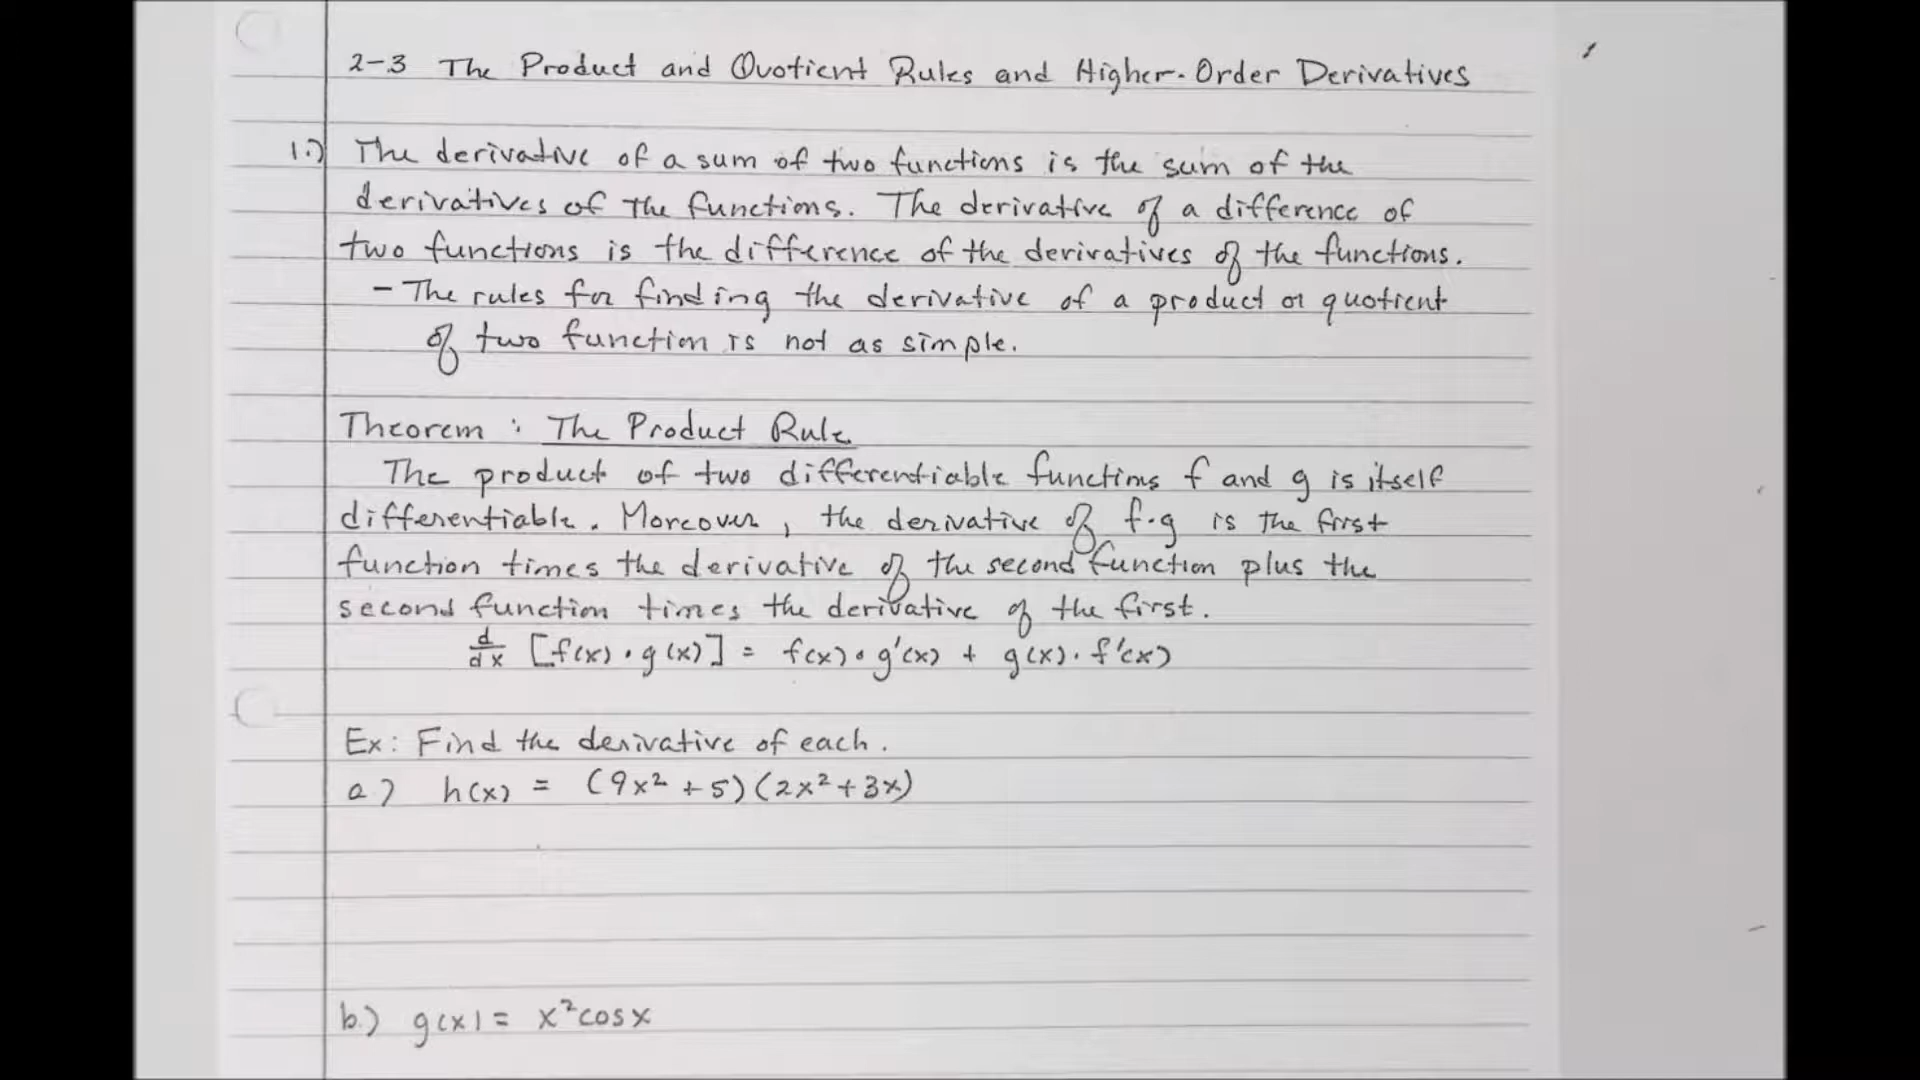 2-3 The Product and Quotient Rules and Higher-Order Derivatives
1.) The derivative of a sum of two functions is the sum of the
derivatives of the functions. The derivative of a difference of
two functions is the difference of the derivatives of the functions.
- The rules for finding the derivative of a product or quotient
of two function is not as simple.
Theorem : The Product Rule
The product of two differentiable functions f and g is itself
differentiable. Moreover, the derivative of f·g is the first
function times the derivative of the second function plus the
second function times the derivative of the first.
d/dx [f(x)·g(x)] = f(x)·g'(x) + g(x)·f'(x)
Ex: Find the derivative of each.
a.) h(x) = (9x²+5)(2x²+3x)
b.) g(x) = x²cosx